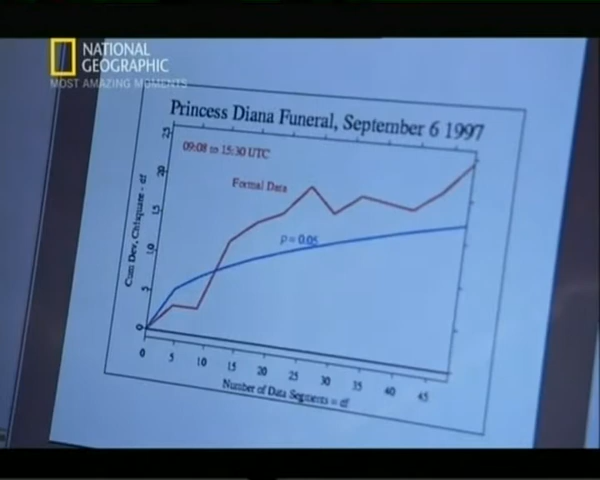 NATIONAL
GEOGRAPHIC
MOST AMAZING MOMENTS
Princess Diana Funeral, September 6 1997
09:08 to 15:30 UTC
Formal Data
p = 0.05
Cum Dev, Chisquare - df
25
20
15
10
5
0
0 5 10 15 20 25 30 35 40 45
Number of Data Segments = df